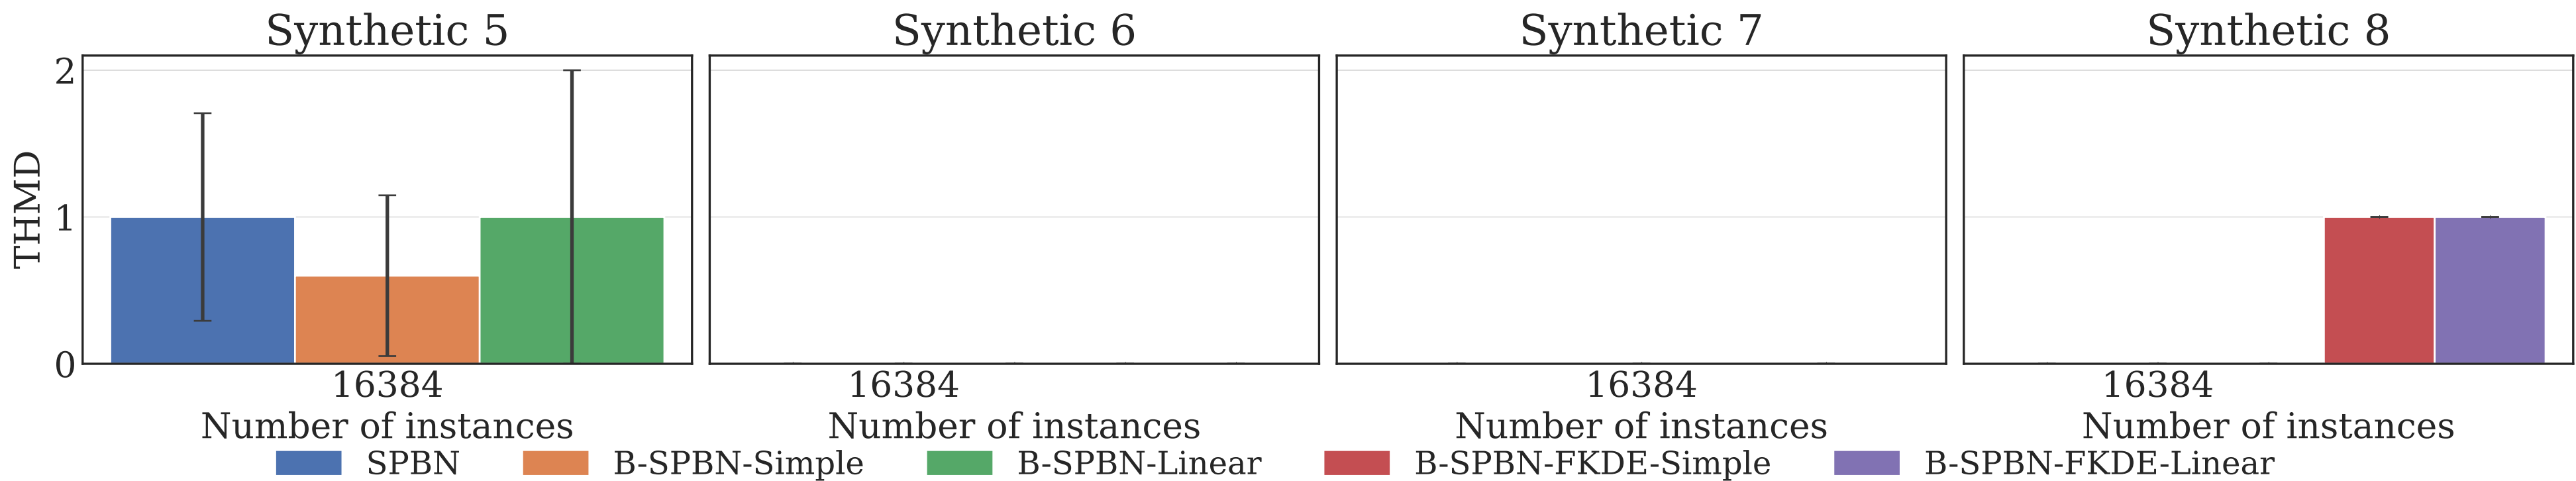 Synthetic 5 Synthetic 6 Synthetic 7 Synthetic 8
2
1
0
THMD
16384 16384 16384 16384
Number of instances Number of instances Number of instances Number of instances
SPBN B-SPBN-Simple B-SPBN-Linear B-SPBN-FKDE-Simple B-SPBN-FKDE-Linear